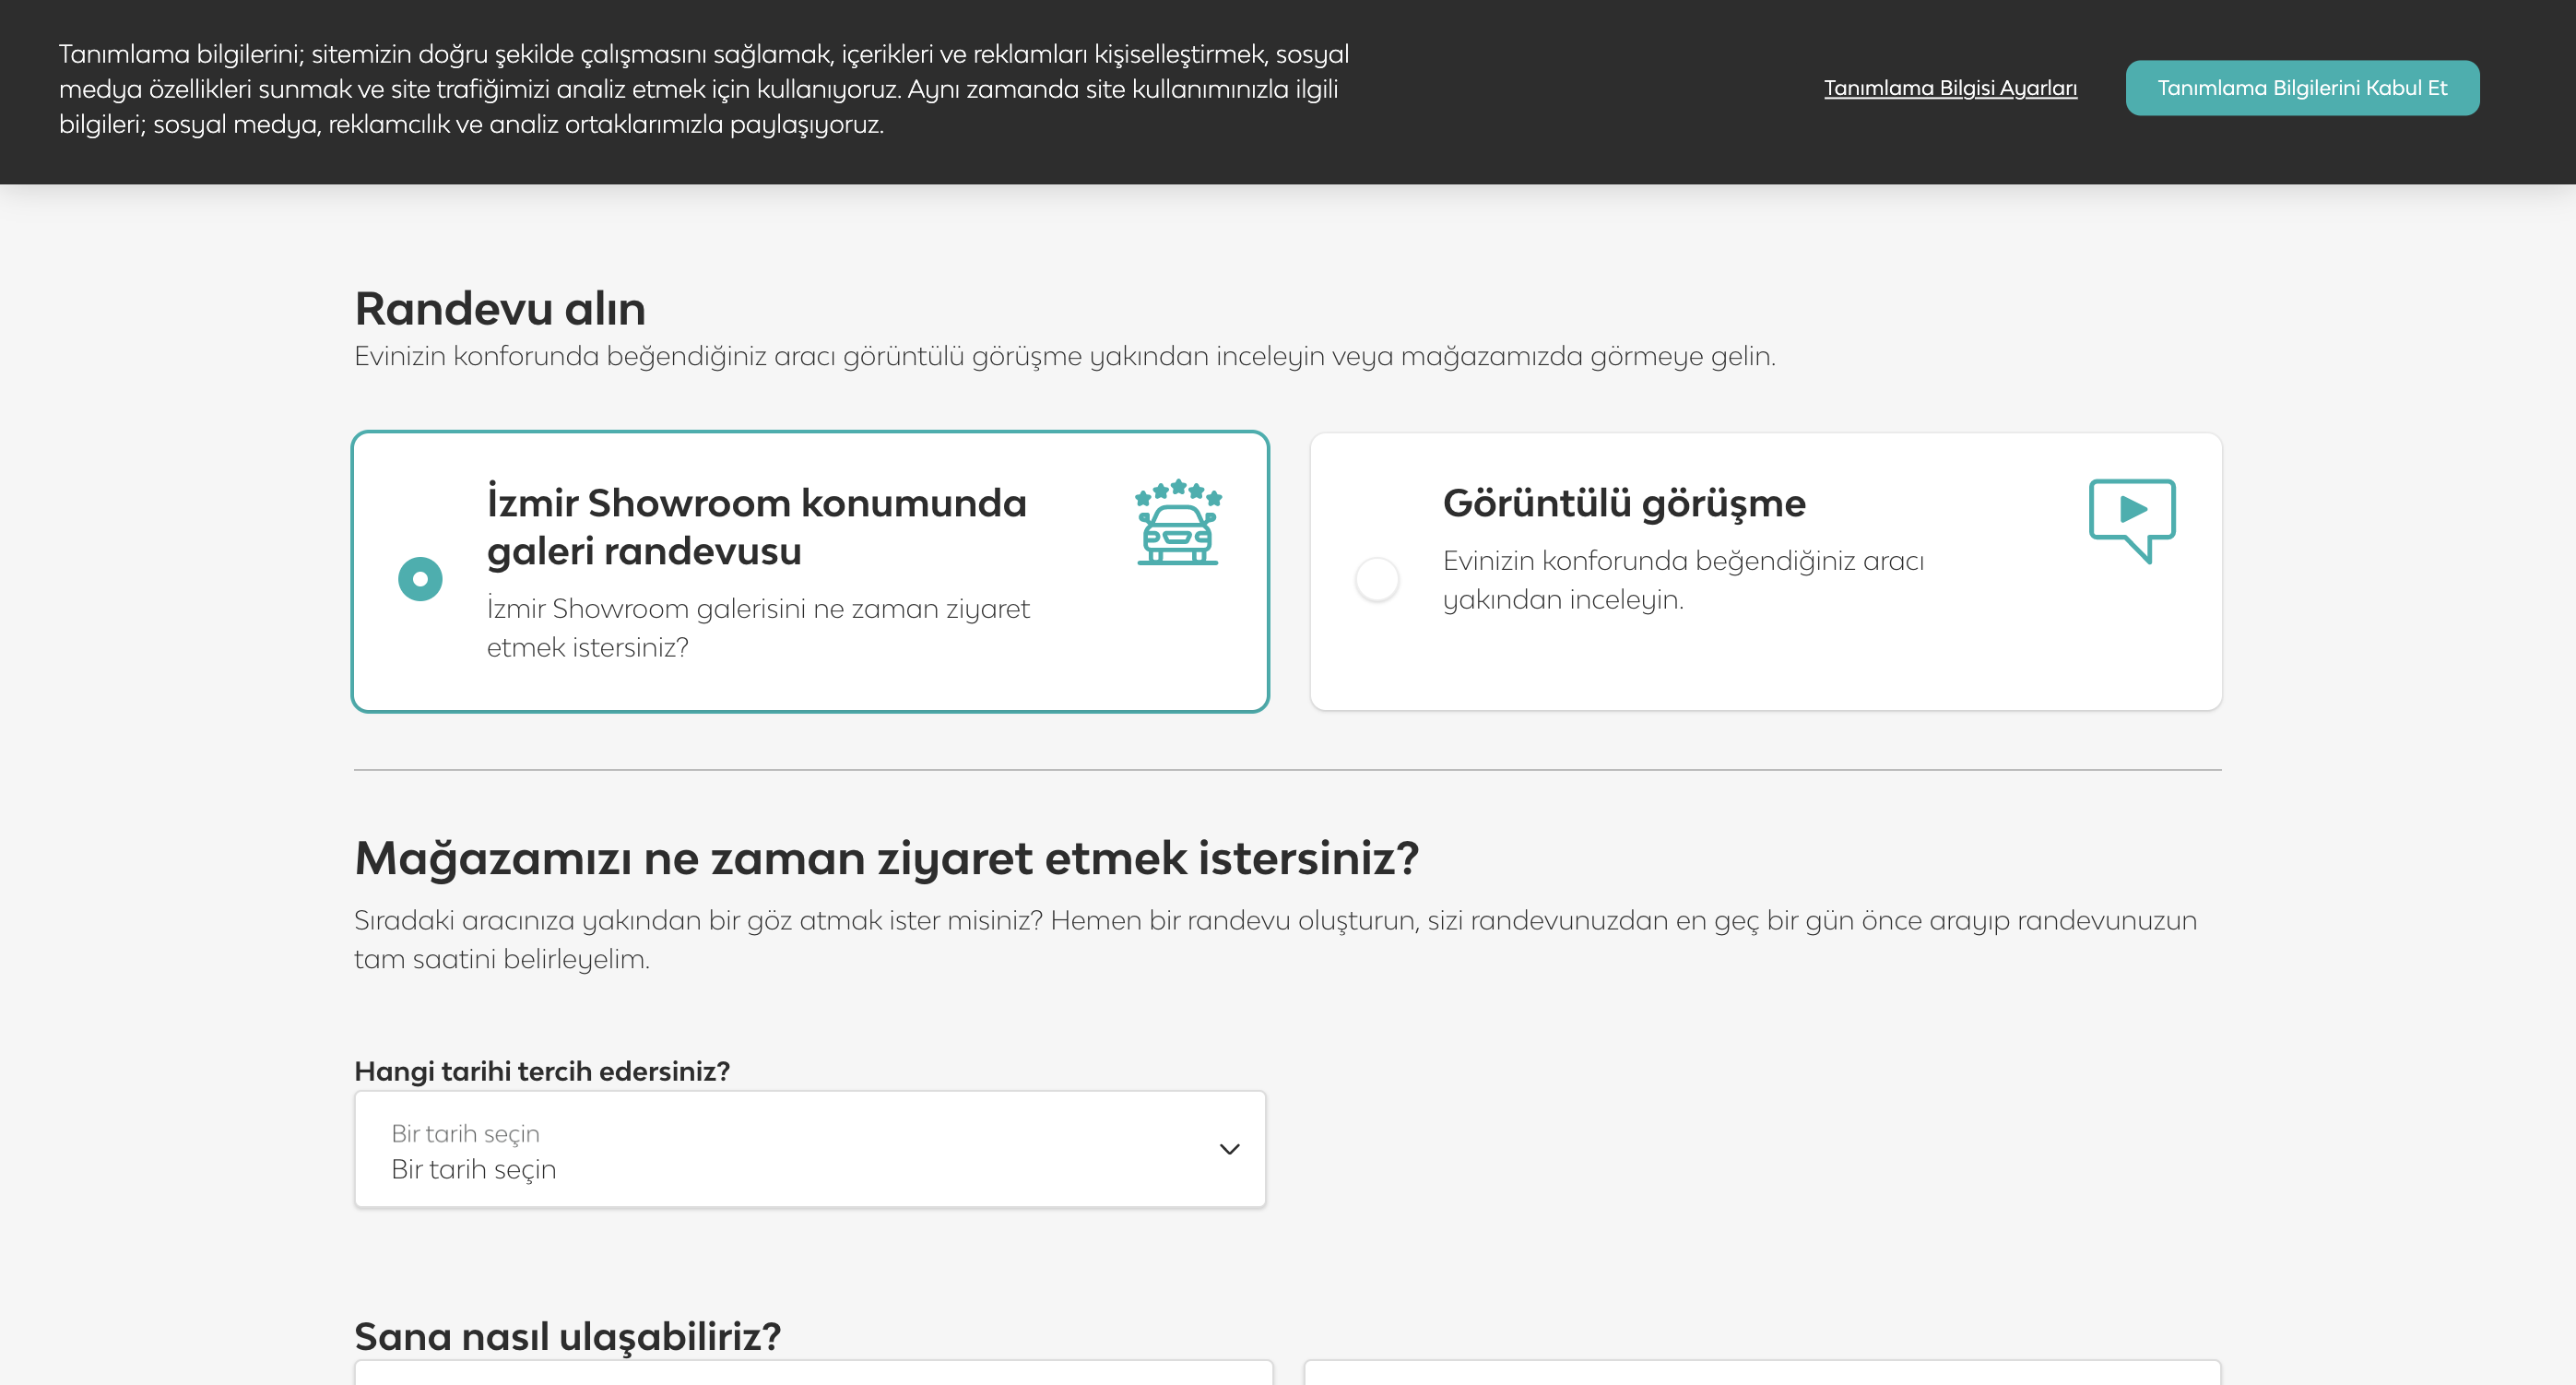 Tanımlama bilgilerini; sitemizin doğru şekilde çalışmasını sağlamak, içerikleri ve reklamları kişiselleştirmek, sosyal
medya özellikleri sunmak ve site trafiğimizi analiz etmek için kullanıyoruz. Aynı zamanda site kullanımınızla ilgili
bilgileri; sosyal medya, reklamcılık ve analiz ortaklarımızla paylaşıyoruz.
Tanımlama Bilgisi Ayarları
Tanımlama Bilgilerini Kabul Et
Randevu alın
Evinizin konforunda beğendiğiniz aracı görüntülü görüşme yakından inceleyin veya mağazamızda görmeye gelin.
İzmir Showroom konumunda
galeri randevusu
İzmir Showroom galerisini ne zaman ziyaret
etmek istersiniz?
Görüntülü görüşme
Evinizin konforunda beğendiğiniz aracı
yakından inceleyin.
Mağazamızı ne zaman ziyaret etmek istersiniz?
Sıradaki aracınıza yakından bir göz atmak ister misiniz? Hemen bir randevu oluşturun, sizi randevunuzdan en geç bir gün önce arayıp randevunuzun
tam saatini belirleyelim.
Hangi tarihi tercih edersiniz?
Bir tarih seçin
Bir tarih seçin
Sana nasıl ulaşabiliriz?